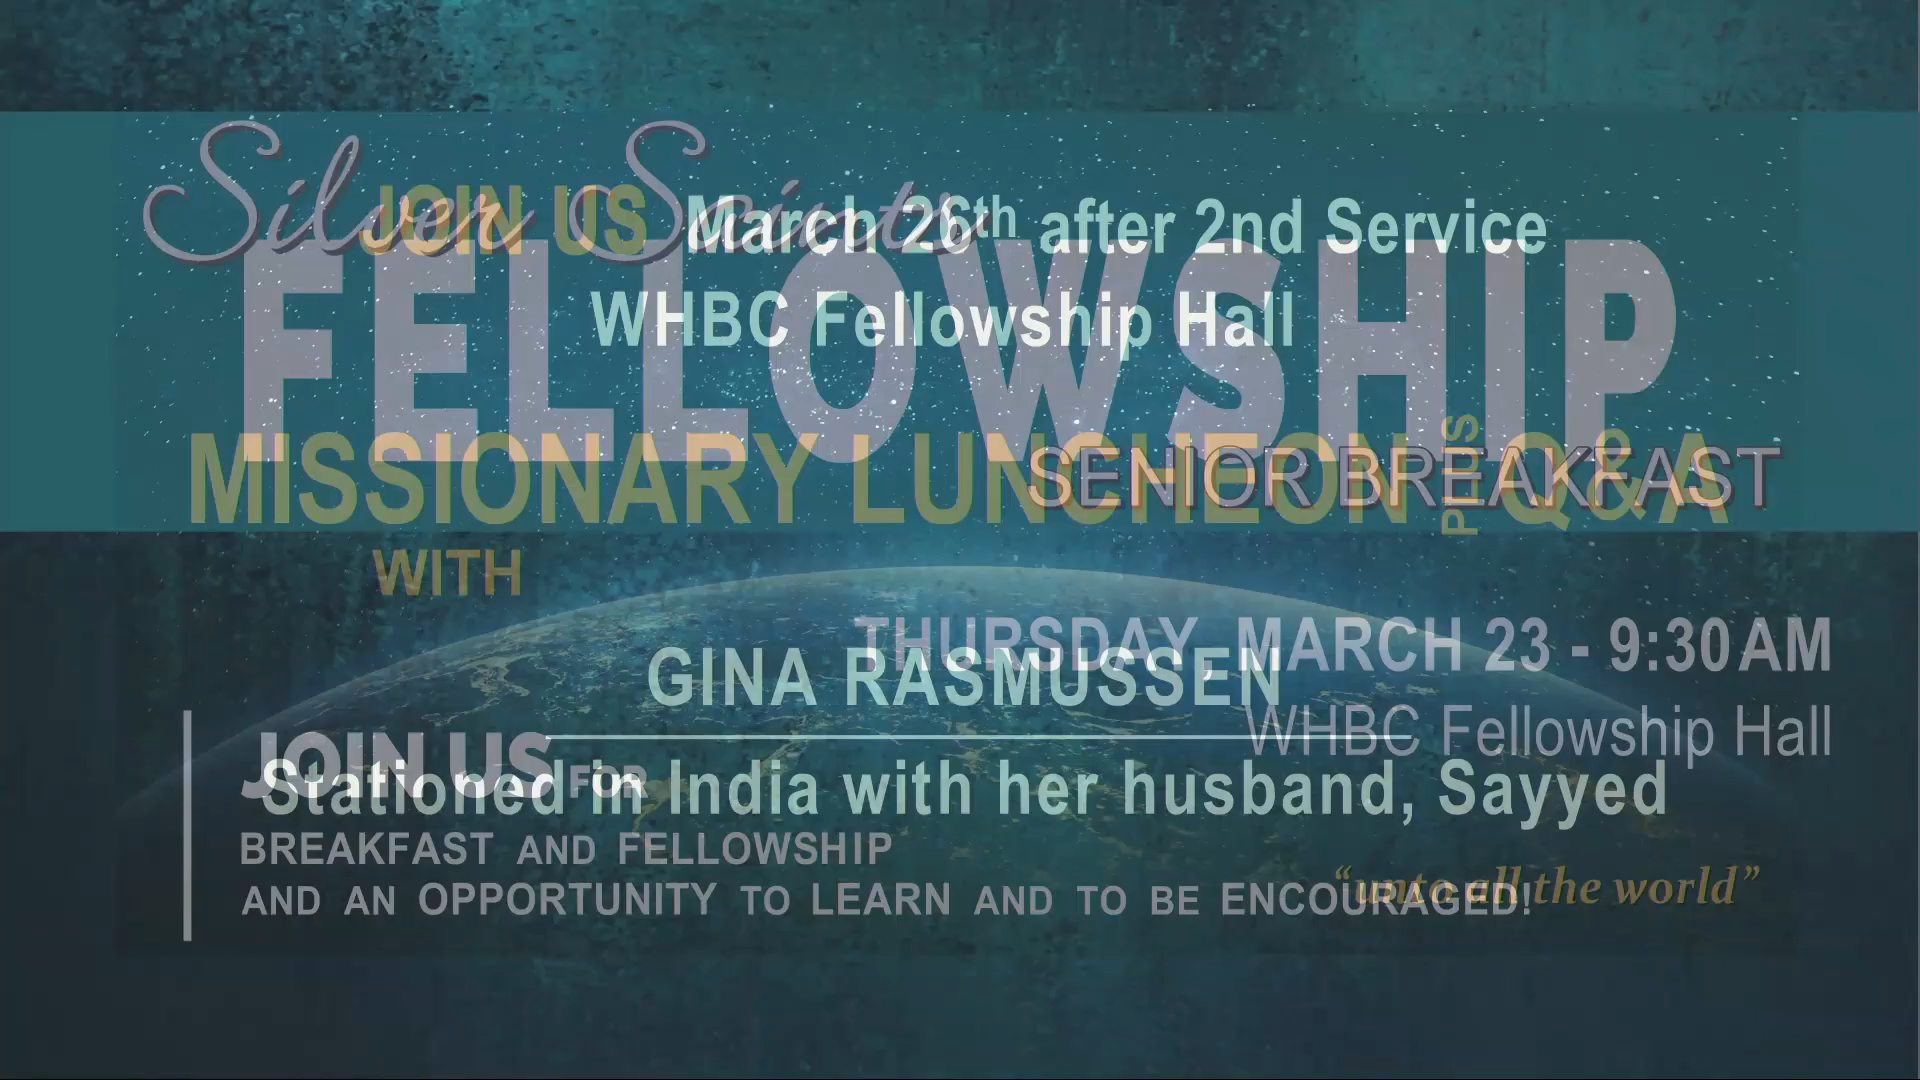 Silver Saints
FELLOWSHIP
SENIOR BREAKFAST
THURSDAY, MARCH 23 - 9:30 AM
WHBC Fellowship Hall
JOIN US FOR
BREAKFAST AND FELLOWSHIP
AND AN OPPORTUNITY TO LEARN AND TO BE ENCOURAGED!
JOIN US March 26th after 2nd Service
WHBC Fellowship Hall
MISSIONARY LUNCHEON PLUS Q&A
WITH
GINA RASMUSSEN
Stationed in India with her husband, Sayyed
“unto all the world”